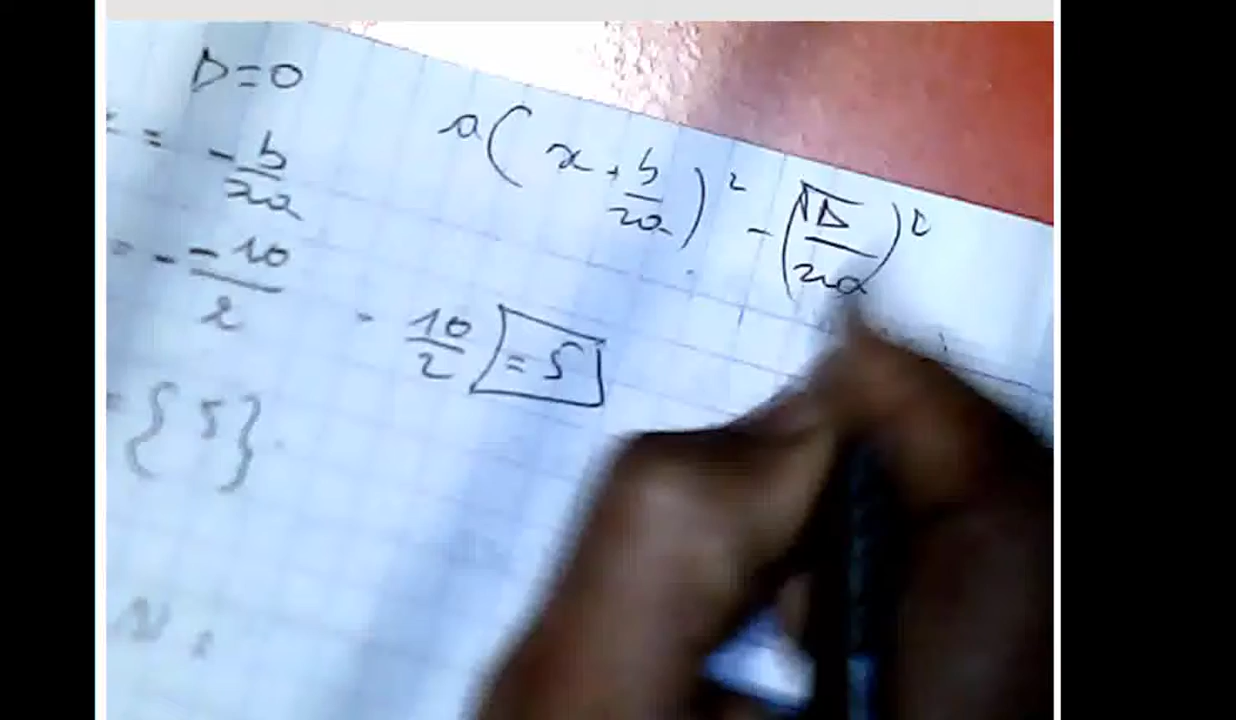 D=0
= -b/2a
a(x+b/2a)² - (√D/2a)²
= - -10/2 = 10/2 = 5
= {5}
N :